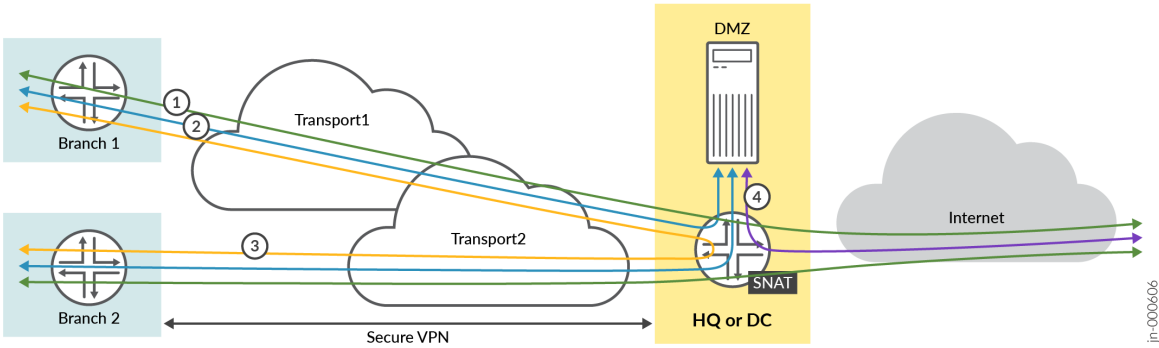 DMZ
1
Transport1
2
Branch 1
4
Internet
3
Transport2
SNAT
Branch 2
HQ or DC
Secure VPN
jn-000606